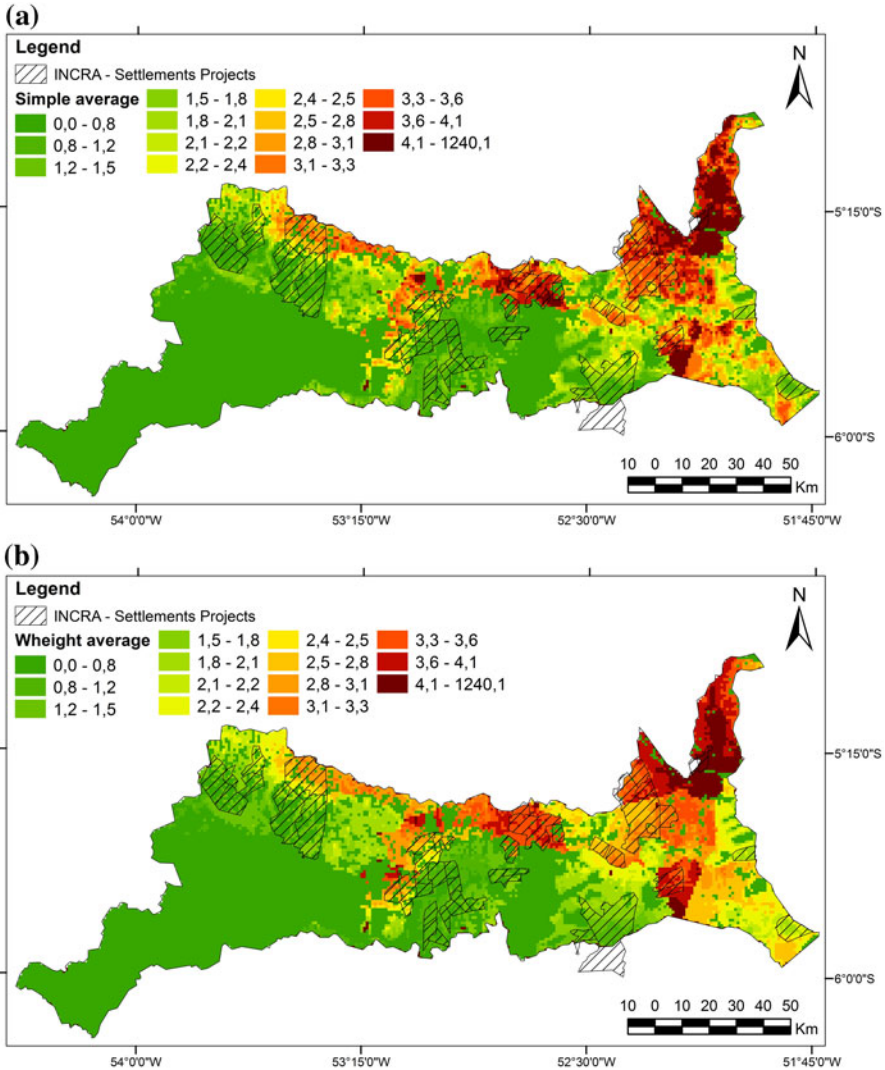 (a)
Legend
INCRA - Settlements Projects
Simple average
0,0 - 0,8
0,8 - 1,2
1,2 - 1,5
1,5 - 1,8
1,8 - 2,1
2,1 - 2,2
2,2 - 2,4
2,4 - 2,5
2,5 - 2,8
2,8 - 3,1
3,1 - 3,3
3,3 - 3,6
3,6 - 4,1
4,1 - 1240,1
N
5°15'0"S
6°0'0"S
10 0 10 20 30 40 50
Km
54°0'0"W 53°15'0"W 52°30'0"W 51°45'0"W
(b)
Legend
INCRA - Settlements Projects
Wheight average
0,0 - 0,8
0,8 - 1,2
1,2 - 1,5
1,5 - 1,8
1,8 - 2,1
2,1 - 2,2
2,2 - 2,4
2,4 - 2,5
2,5 - 2,8
2,8 - 3,1
3,1 - 3,3
3,3 - 3,6
3,6 - 4,1
4,1 - 1240,1
N
5°15'0"S
6°0'0"S
10 0 10 20 30 40 50
Km
54°0'0"W 53°15'0"W 52°30'0"W 51°45'0"W